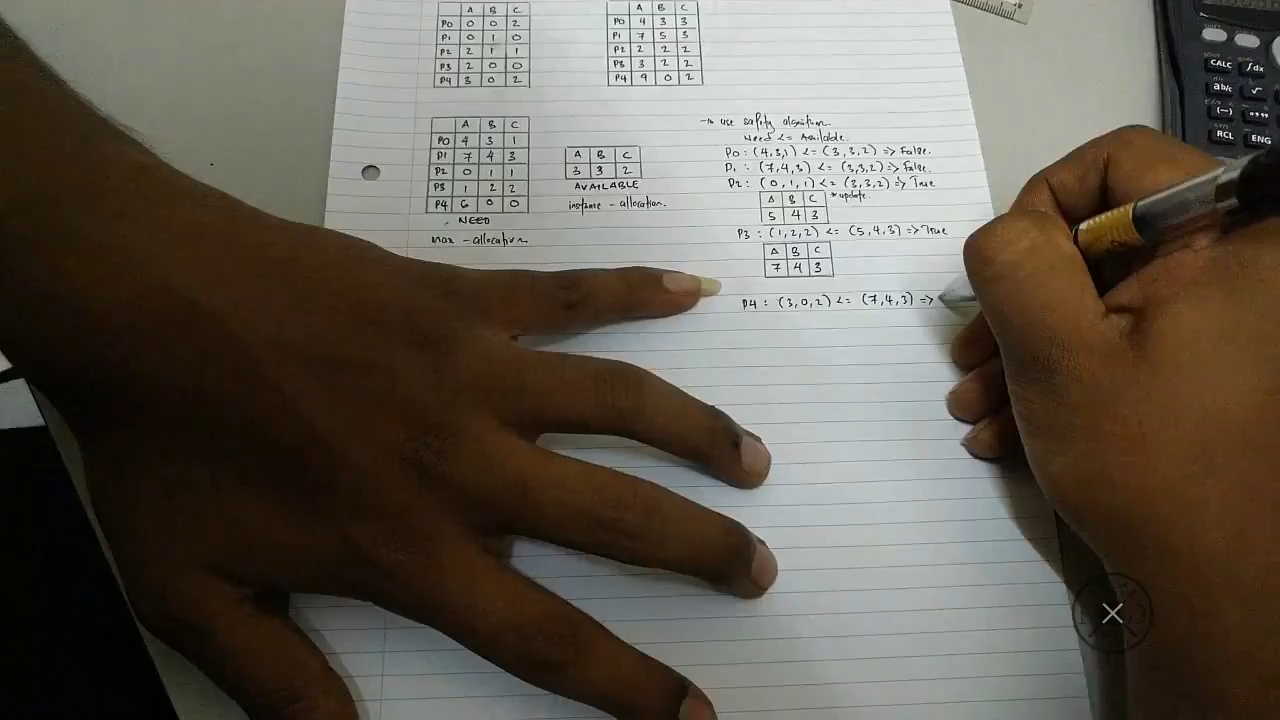 A B C
P0 0 0 2
P1 0 1 0
P2 2 1 1
P3 2 0 0
P4 3 0 2
A B C
P0 4 3 3
P1 7 5 3
P2 2 2 2
P3 3 2 2
P4 9 0 2
A B C
P0 4 3 1
P1 7 4 3
P2 0 1 1
P3 1 2 2
P4 6 0 0
NEED
max - allocation
A B C
3 3 2
AVAILABLE
instance - allocation.
use safety algorithm
Need <= Available.
P0 : (4,3,1) <= (3,3,2) => False.
P1 : (7,4,3) <= (3,3,2) => False.
P2 : (0,1,1) <= (3,3,2) => True
A B C
5 4 3
*update.
P3 : (1,2,2) <= (5,4,3) => True
A B C
7 4 3
P4 : (3,0,2) <= (7,4,3) =>
CALC
∫dx
ab/c
√
(-)
RCL
ENG